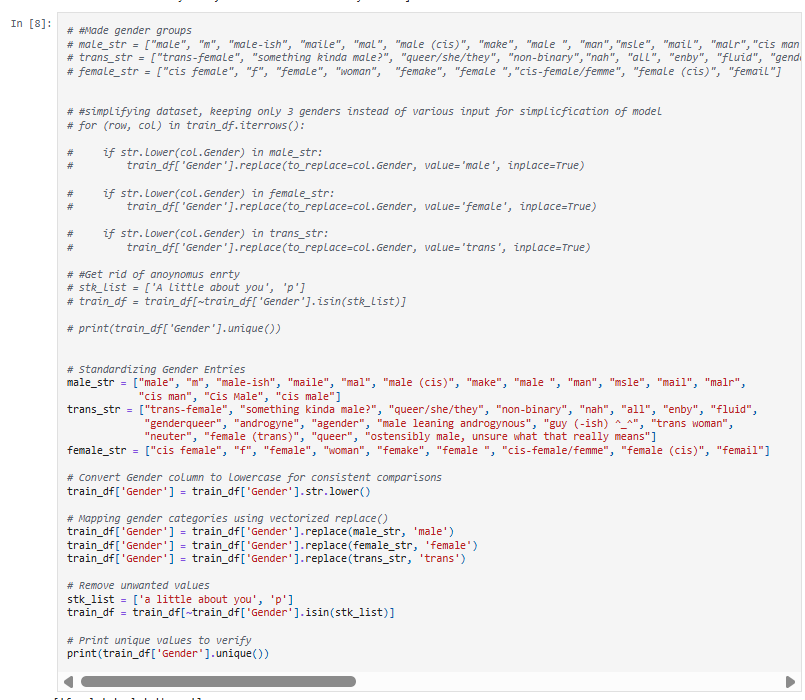 In [8]:
# #Made gender groups
# male_str = ["male", "m", "male-ish", "maile", "mal", "male (cis)", "make", "male ", "man","msle", "mail", "malr","cis man
# trans_str = ["trans-female", "something kinda male?", "queer/she/they", "non-binary","nah", "all", "enby", "fluid", "gend
# female_str = ["cis female", "f", "female", "woman",  "femake", "female ","cis-female/femme", "female (cis)", "femail"]
# #simplifying dataset, keeping only 3 genders instead of various input for simplicfication of model
# for (row, col) in train_df.iterrows():
#     if str.lower(col.Gender) in male_str:
#         train_df['Gender'].replace(to_replace=col.Gender, value='male', inplace=True)
#     if str.lower(col.Gender) in female_str:
#         train_df['Gender'].replace(to_replace=col.Gender, value='female', inplace=True)
#     if str.lower(col.Gender) in trans_str:
#         train_df['Gender'].replace(to_replace=col.Gender, value='trans', inplace=True)
# #Get rid of anoynomus enrty
# stk_list = ['A little about you', 'p']
# train_df = train_df[~train_df['Gender'].isin(stk_list)]
# print(train_df['Gender'].unique())
# Standardizing Gender Entries
male_str = ["male", "m", "male-ish", "maile", "mal", "male (cis)", "make", "male ", "man", "msle", "mail", "malr",
"cis man", "Cis Male", "cis male"]
trans_str = ["trans-female", "something kinda male?", "queer/she/they", "non-binary", "nah", "all", "enby", "fluid",
"genderqueer", "androgyne", "agender", "male leaning androgynous", "guy (-ish) ^_^", "trans woman",
"neuter", "female (trans)", "queer", "ostensibly male, unsure what that really means"]
female_str = ["cis female", "f", "female", "woman", "femake", "female ", "cis-female/femme", "female (cis)", "femail"]
# Convert Gender column to lowercase for consistent comparisons
train_df['Gender'] = train_df['Gender'].str.lower()
# Mapping gender categories using vectorized replace()
train_df['Gender'] = train_df['Gender'].replace(male_str, 'male')
train_df['Gender'] = train_df['Gender'].replace(female_str, 'female')
train_df['Gender'] = train_df['Gender'].replace(trans_str, 'trans')
# Remove unwanted values
stk_list = ['a little about you', 'p']
train_df = train_df[~train_df['Gender'].isin(stk_list)]
# Print unique values to verify
print(train_df['Gender'].unique())